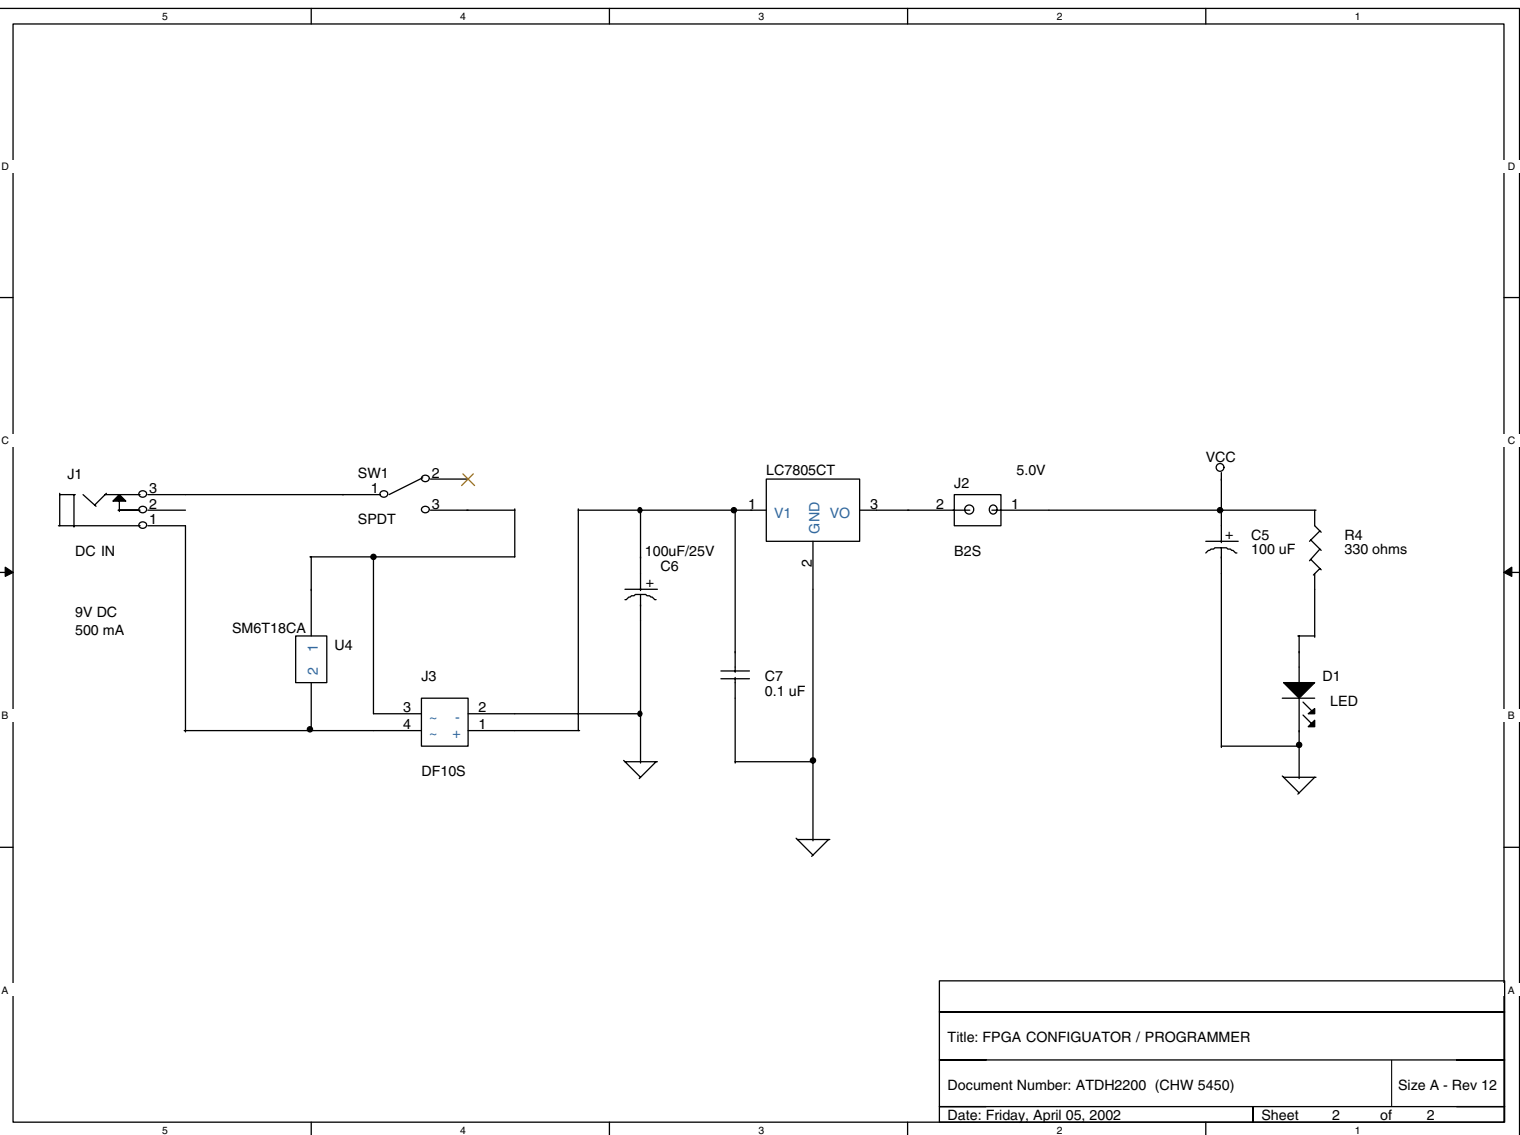 5 4 3 2 1
D D
C C
B B
A A
J1
3
2
1
DC IN
9V DC
500 mA
SW1
1
2
3
SPDT
SM6T18CA
1
2
U4
J3
3
4
~ -
~ +
2
1
DF10S
100uF/25V
C6
+
C7
0.1 uF
LC7805CT
1
V1
GND
VO
3
2
J2
2
1
B2S
5.0V
VCC
+
C5
100 uF
R4
330 ohms
D1
LED
Title: FPGA CONFIGUATOR / PROGRAMMER
Document Number: ATDH2200 (CHW 5450)
Size A - Rev 12
Date: Friday, April 05, 2002
Sheet 2 of 2
5 4 3 2 1